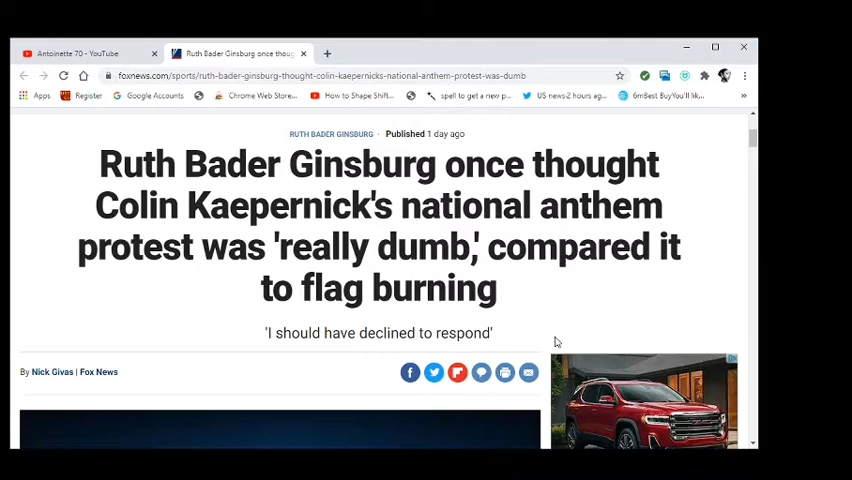 Antoinette 70 - YouTube
Ruth Bader Ginsburg once thoug
foxnews.com/sports/ruth-bader-ginsburg-thought-colin-kaepernicks-national-anthem-protest-was-dumb
Apps Register Google Accounts Chrome Web Store... How to Shape Shift... spell to get a new p... US news 2 hours ag... 6mBest BuyYou'll lik... »
RUTH BADER GINSBURG · Published 1 day ago
Ruth Bader Ginsburg once thought
Colin Kaepernick's national anthem
protest was 'really dumb,' compared it
to flag burning
'I should have declined to respond'
By Nick Givas | Fox News